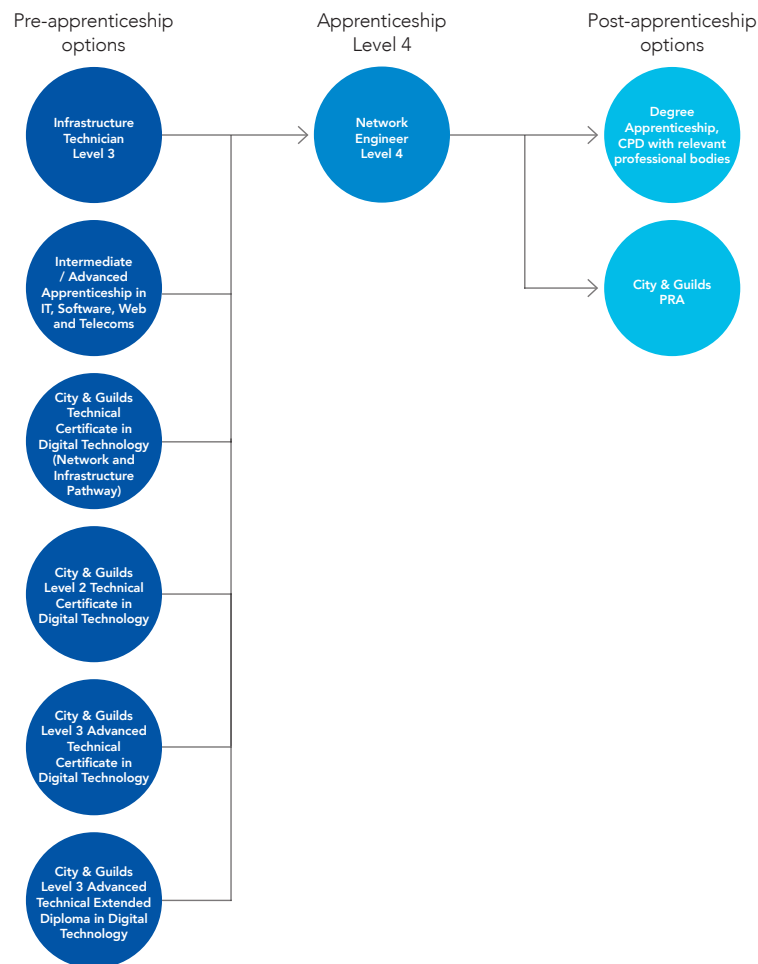 Pre-apprenticeship
options
Apprenticeship
Level 4
Post-apprenticeship
options
Infrastructure
Technician
Level 3
Network
Engineer
Level 4
Degree
Apprenticeship,
CPD with relevant
professional bodies
Intermediate
/ Advanced
Apprenticeship in
IT, Software, Web
and Telecoms
City & Guilds
PRA
City & Guilds
Technical
Certificate in
Digital Technology
(Network and
Infrastructure
Pathway)
City & Guilds
Level 2 Technical
Certificate in
Digital Technology
City & Guilds
Level 3 Advanced
Technical
Certificate in
Digital Technology
City & Guilds
Level 3 Advanced
Technical Extended
Diploma in Digital
Technology